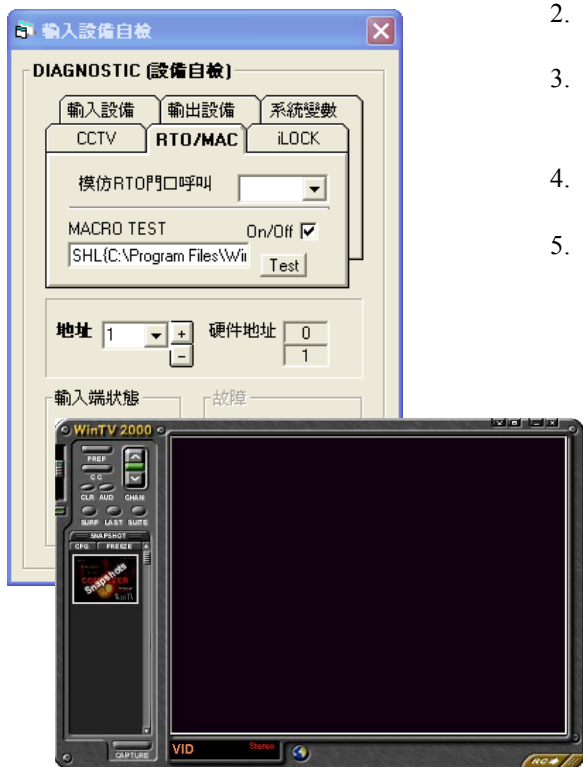 2.
3.
4.
5.
輸入設備自檢
DIAGNOSTIC (設備自檢)
輸入設備 輸出設備 系統變數
CCTV RTO/MAC iLOCK
模仿RTO門口呼叫
MACRO TEST On/Off
SHL{C:\Program Files\Wi
Test
地址 1 + - 硬件地址 0
1
輸入端狀態 故障
WinTV 2000
PREF
CC
CLR AUD CHAN
SURF LAST SUITE
SNAPSHOT
CFG FREEZE
Snapshots
WinTV
CAPTURE
VID Stereo